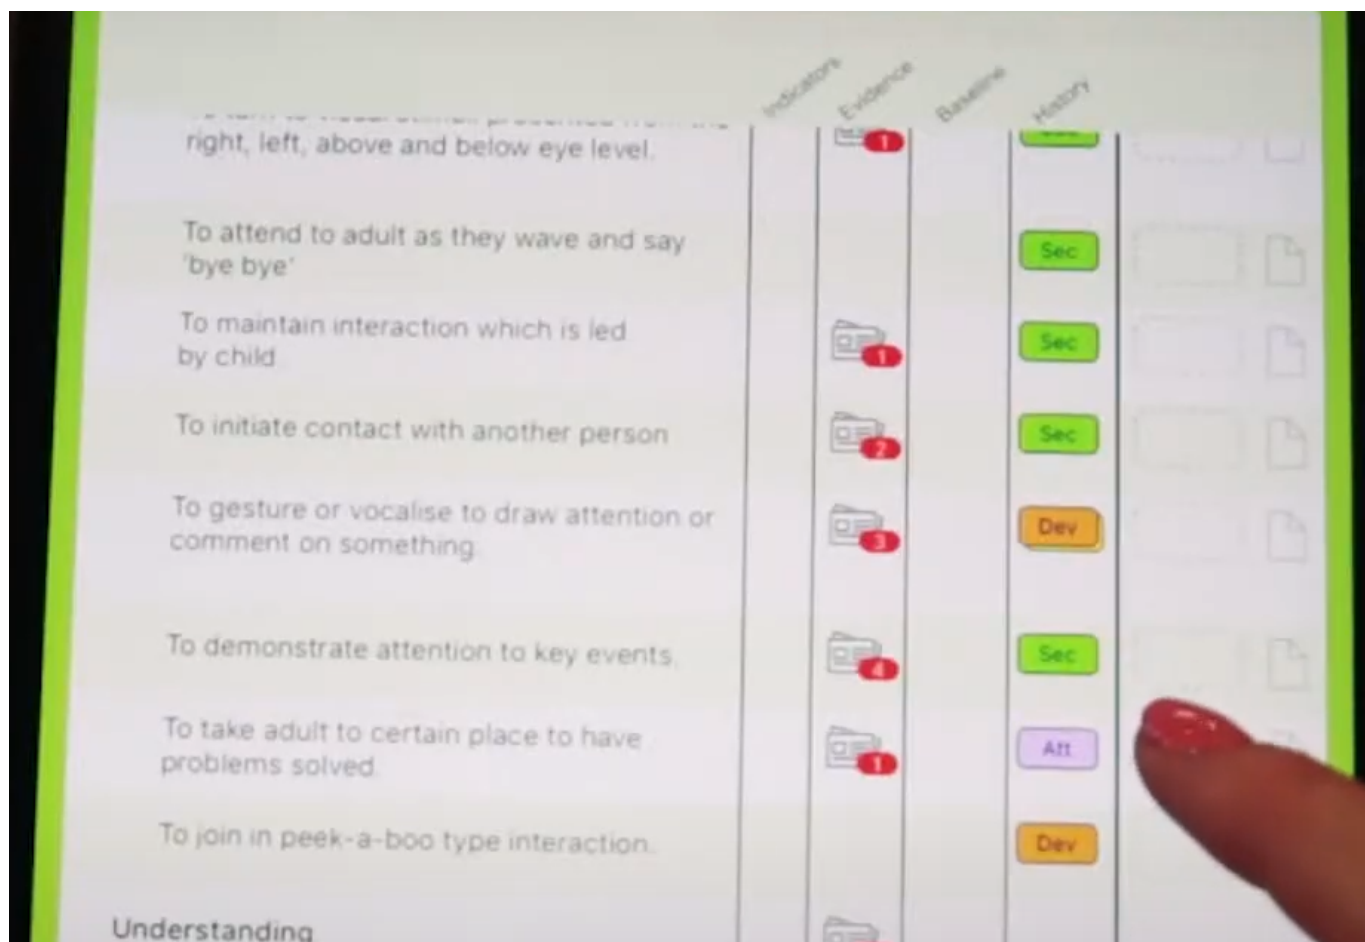 Indicators Evidence Baseline History
right, left, above and below eye level. 1
To attend to adult as they wave and say
'bye bye'
Sec
To maintain interaction which is led
by child.
1 Sec
To initiate contact with another person 2 Sec
To gesture or vocalise to draw attention or
comment on something.
3 Dev
To demonstrate attention to key events. 4 Sec
To take adult to certain place to have
problems solved.
1 Att
To join in peek-a-boo type interaction. Dev
Understanding